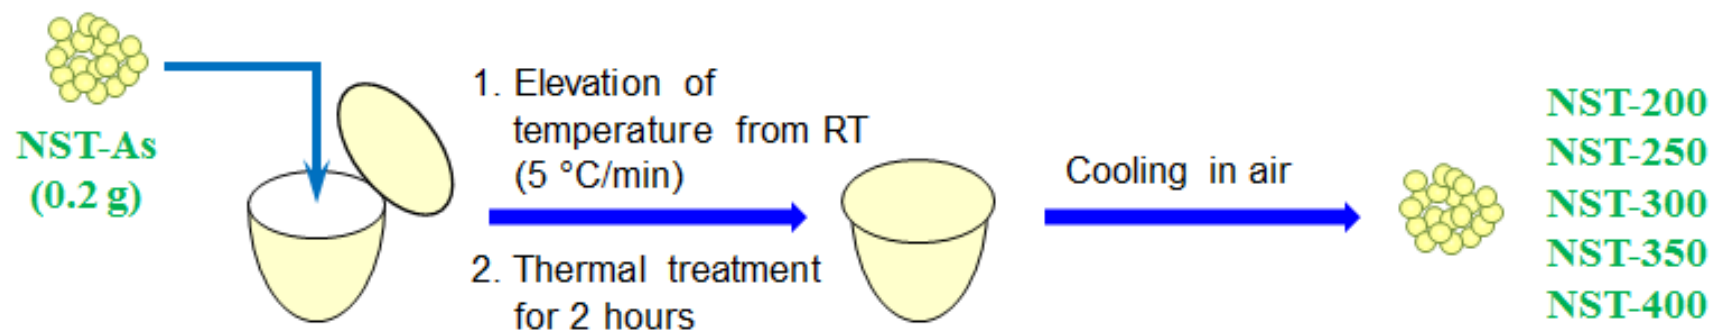 NST-As
(0.2 g)
1. Elevation of
temperature from RT
(5 °C/min)
2. Thermal treatment
for 2 hours
Cooling in air
NST-200
NST-250
NST-300
NST-350
NST-400